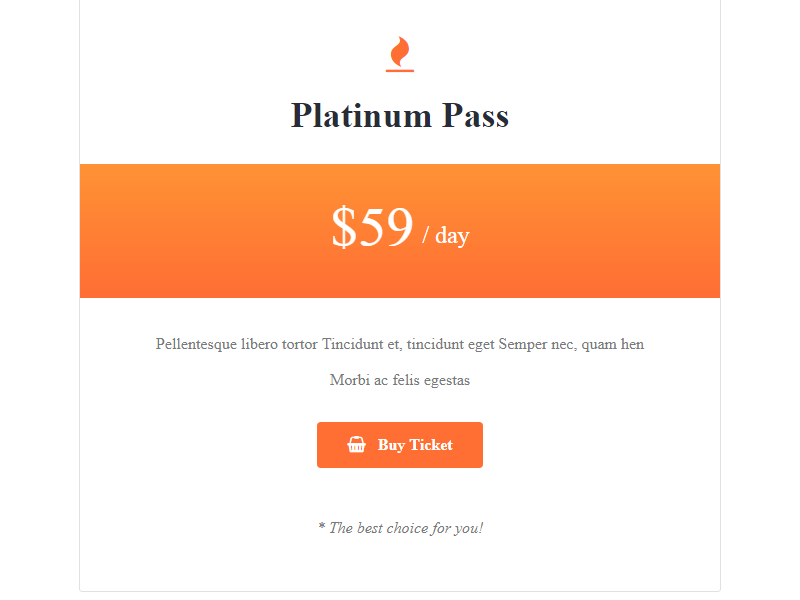 Platinum Pass
$59 / day
Pellentesque libero tortor Tincidunt et, tincidunt eget Semper nec, quam hen
Morbi ac felis egestas
Buy Ticket
* The best choice for you!